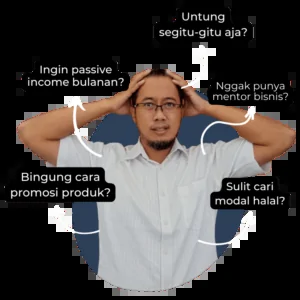 Untung
segitu-gitu aja?
Ingin passive
income bulanan?
Nggak punya
mentor bisnis?
Bingung cara
promosi produk?
Sulit cari
modal halal?